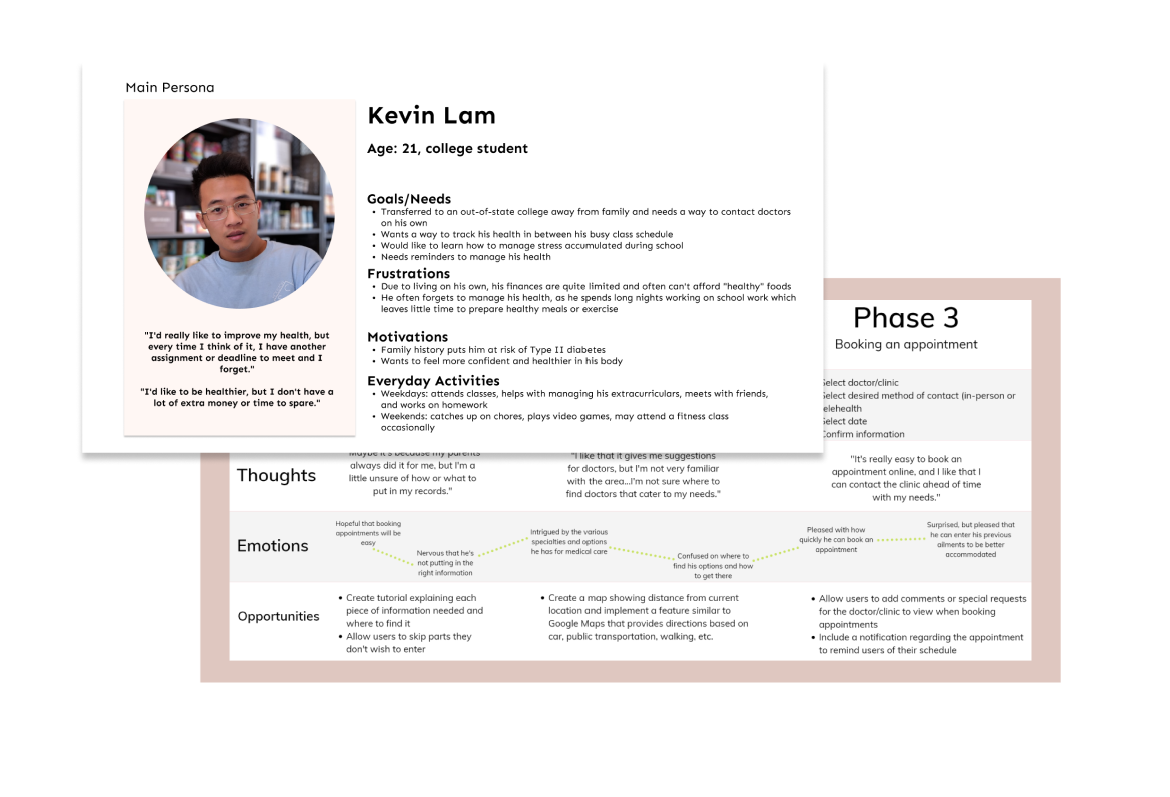 Main Persona
Kevin Lam
Age: 21, college student
Goals/Needs
• Transferred to an out-of-state college away from family and needs a way to contact doctors
on his own
• Wants a way to track his health in between his busy class schedule
• Would like to learn how to manage stress accumulated during school
• Needs reminders to manage his health
Frustrations
• Due to living on his own, his finances are quite limited and often can't afford "healthy" foods
• He often forgets to manage his health, as he spends long nights working on school work which
leaves little time to prepare healthy meals or exercise
Motivations
• Family history puts him at risk of Type II diabetes
• Wants to feel more confident and healthier in his body
Everyday Activities
• Weekdays: attends classes, helps with managing his extracurriculars, meets with friends,
and works on homework
• Weekends: catches up on chores, plays video games, may attend a fitness class
occasionally
"I'd really like to improve my health, but
every time I think of it, I have another
assignment or deadline to meet and I
forget."
"I'd like to be healthier, but I don't have a
lot of extra money or time to spare."
Phase 3
Booking an appointment
Select doctor/clinic
Select desired method of contact (in-person or
telehealth
Select date
Confirm information
Thoughts
"Maybe it's because my parents
always did it for me, but I'm a
little unsure of how or what to
put in my records."
"I like that it gives me suggestions
for doctors, but I'm not very familiar
with the area...I'm not sure where to
find doctors that cater to my needs."
"It's really easy to book an
appointment online, and I like that I
can contact the clinic ahead of time
with my needs."
Emotions
Hopeful that booking
appointments will be
easy
Nervous that he's
not putting in the
right information
Intrigued by the various
specialties and options
he has for medical care
Confused on where to
find his options and how
to get there
Pleased with how
quickly he can book an
appointment
Surprised, but pleased that
he can enter his previous
ailments to be better
accommodated
Opportunities
• Create tutorial explaining each
piece of information needed and
where to find it
• Allow users to skip parts they
don't wish to enter
• Create a map showing distance from current
location and implement a feature similar to
Google Maps that provides directions based on
car, public transportation, walking, etc.
• Allow users to add comments or special requests
for the doctor/clinic to view when booking
appointments
• Include a notification regarding the appointment
to remind users of their schedule